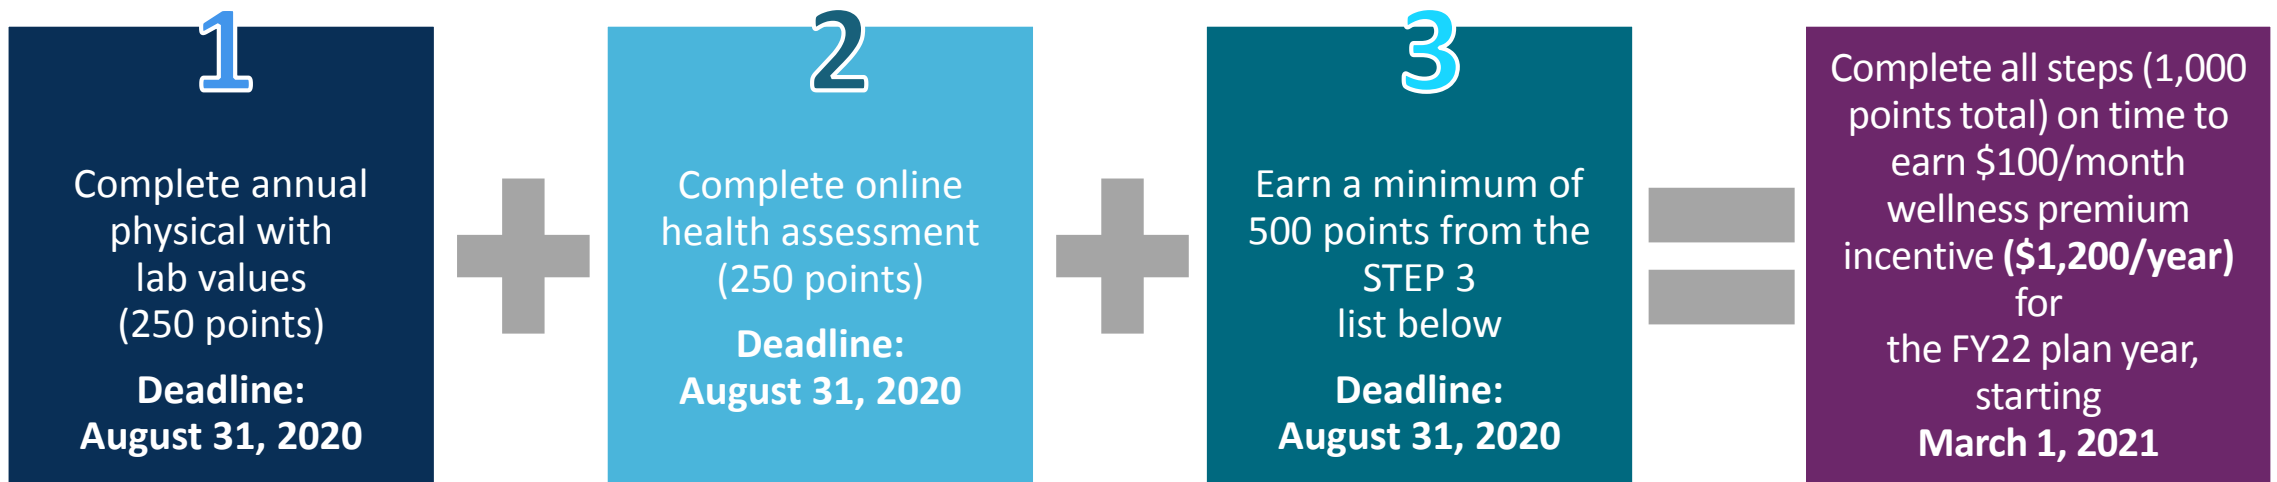 1
Complete annual
physical with
lab values
(250 points)
Deadline:
August 31, 2020
2
Complete online
health assessment
(250 points)
Deadline:
August 31, 2020
3
Earn a minimum of
500 points from the
STEP 3
list below
Deadline:
August 31, 2020
Complete all steps (1,000
points total) on time to
earn $100/month
wellness premium
incentive ($1,200/year)
for
the FY22 plan year,
starting
March 1, 2021